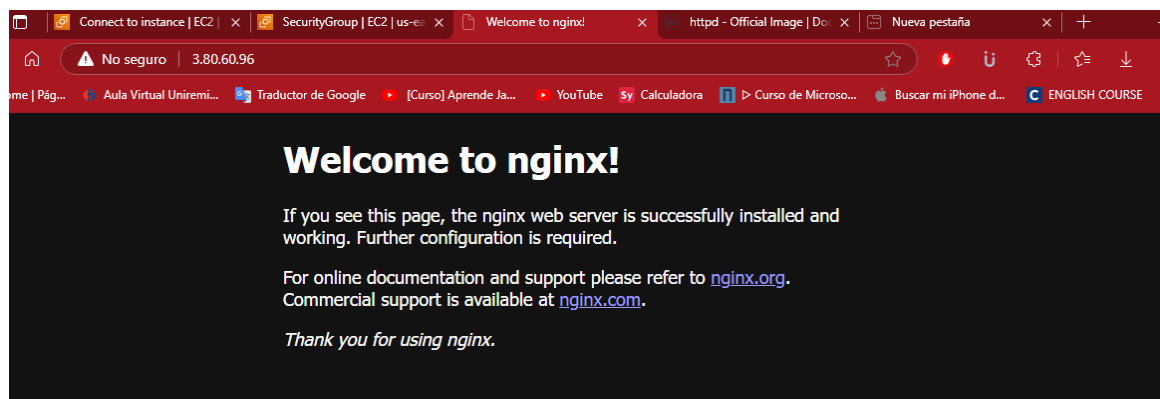 Connect to instance | EC2 |
SecurityGroup | EC2 | us-ea
Welcome to nginx!
httpd - Official Image | Doc
Nueva pestaña
No seguro
3.80.60.96
ome | Pág...
Aula Virtual Uniremi...
Traductor de Google
[Curso] Aprende Ja...
YouTube
Sy Calculadora
▷ Curso de Microso...
Buscar mi iPhone d...
C ENGLISH COURSE
Welcome to nginx!
If you see this page, the nginx web server is successfully installed and
working. Further configuration is required.
For online documentation and support please refer to nginx.org.
Commercial support is available at nginx.com.
Thank you for using nginx.